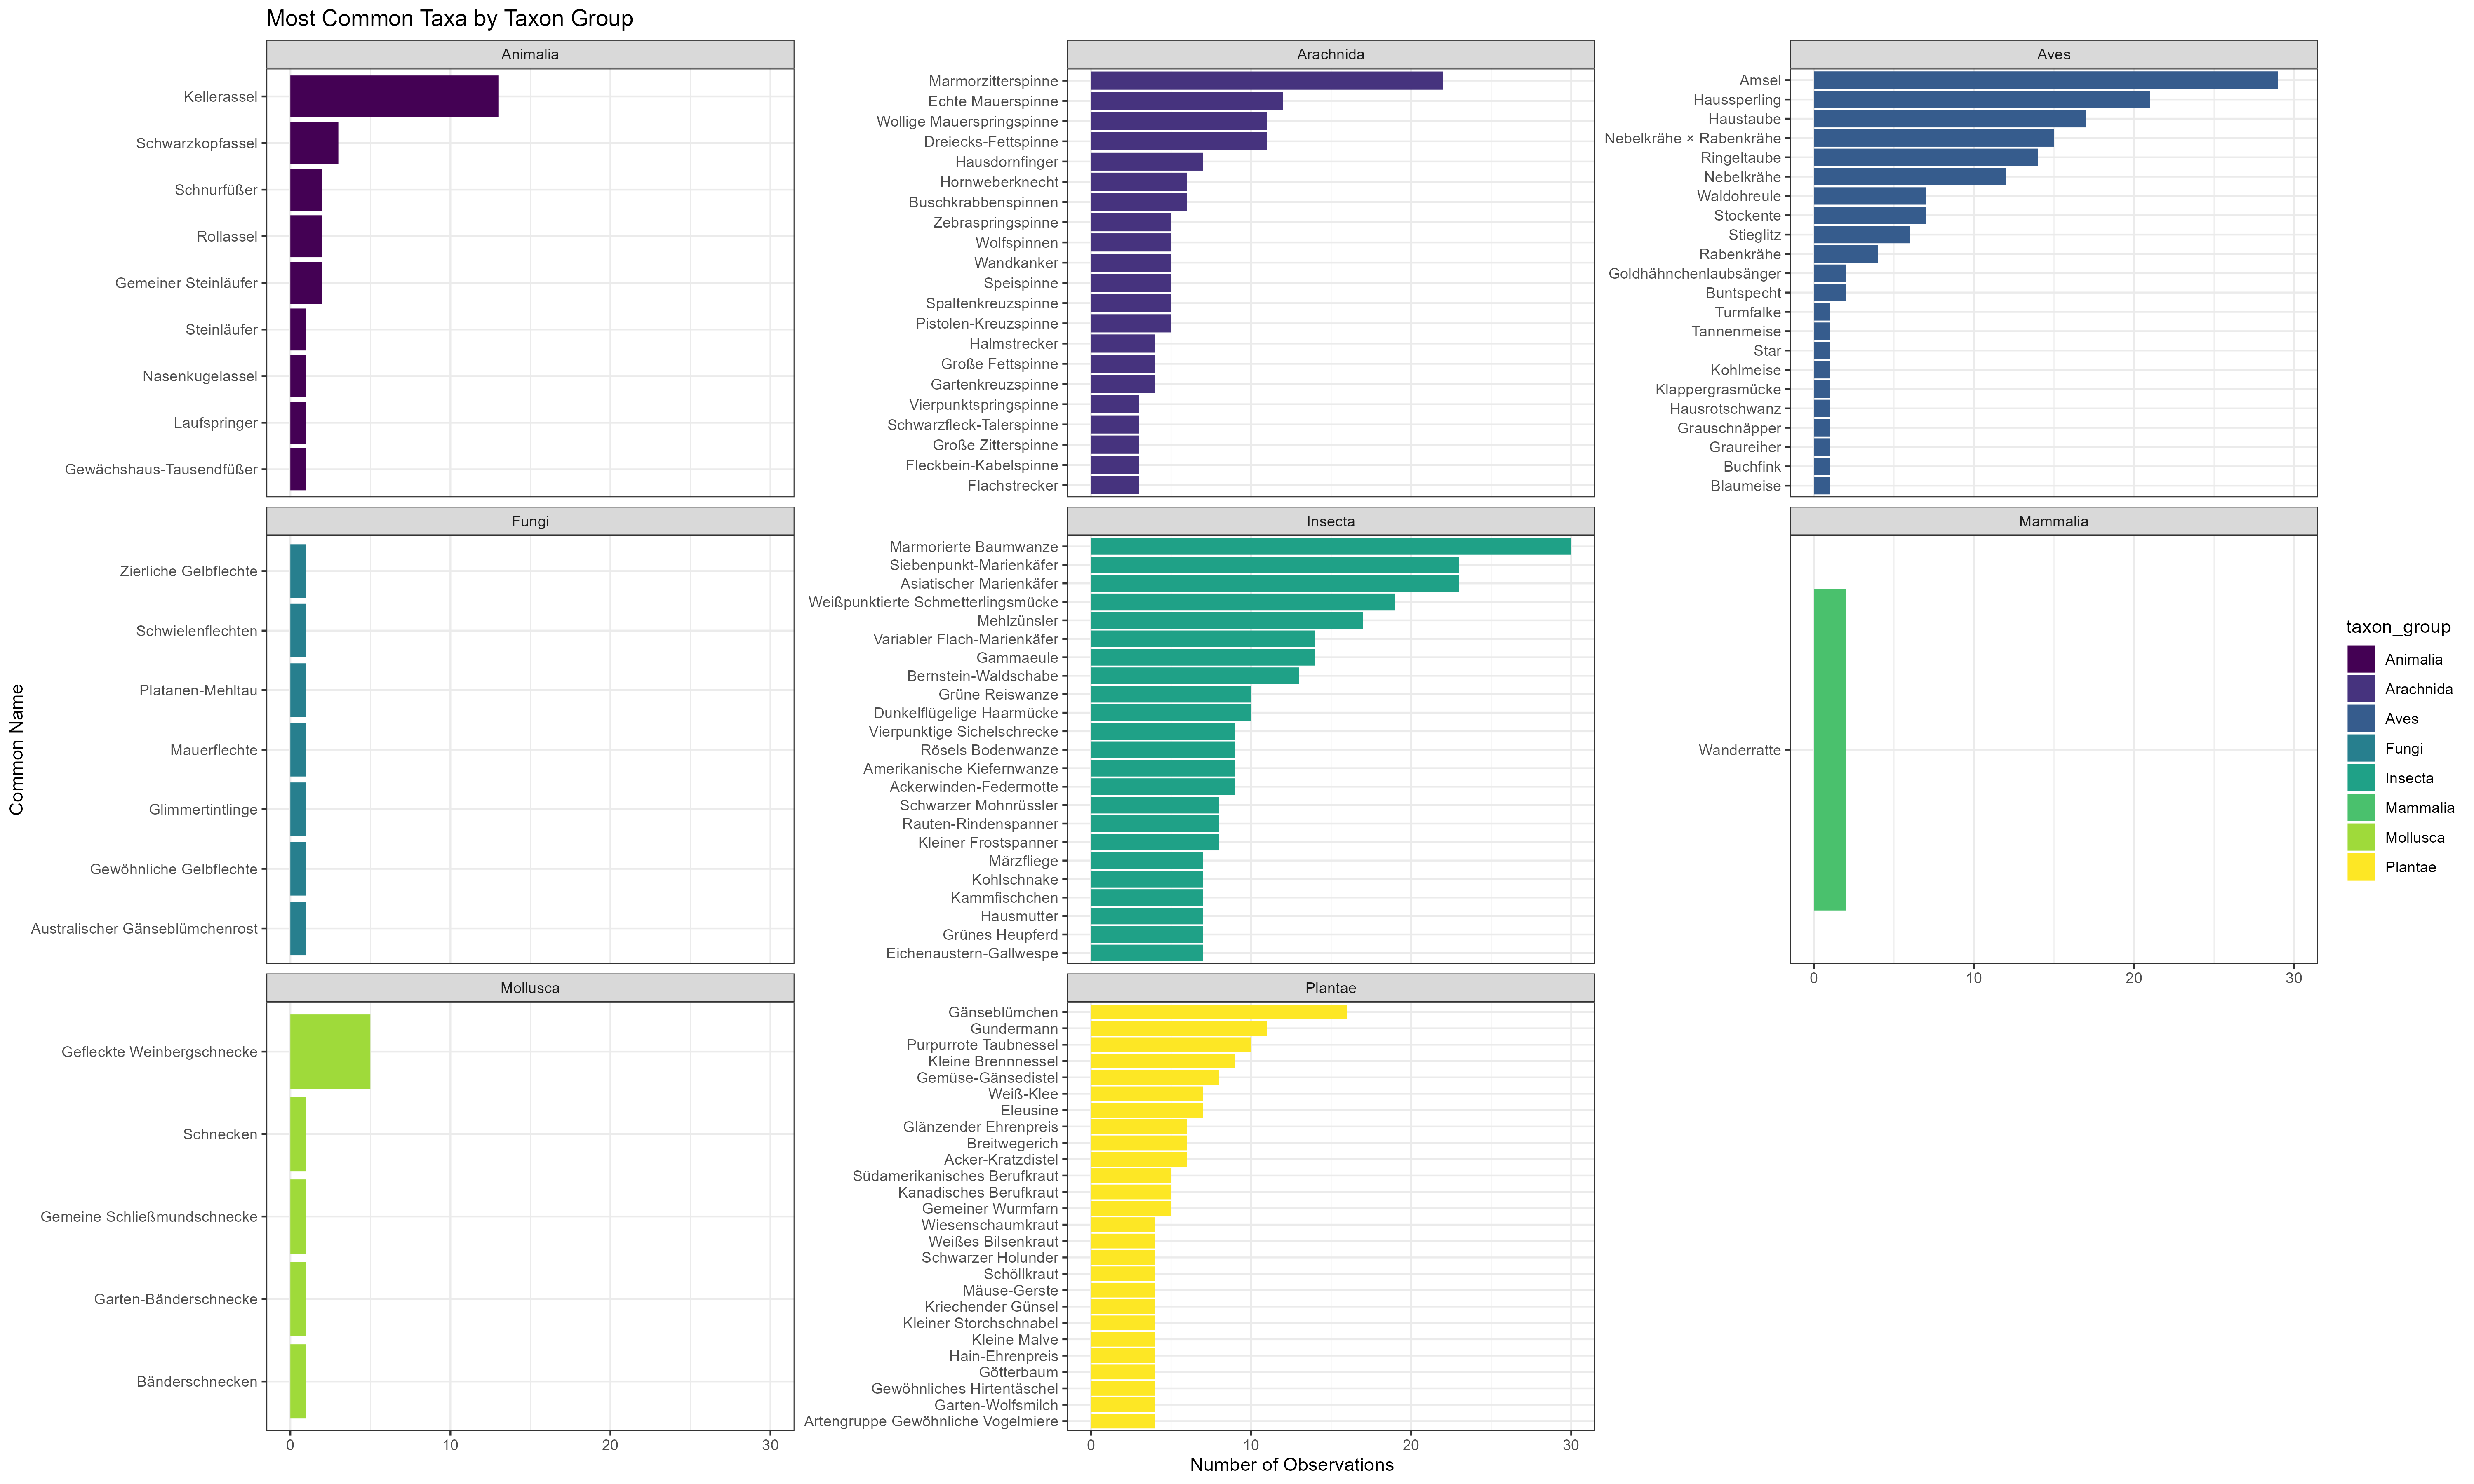 Most Common Taxa by Taxon Group
Animalia
Kellerassel
Schwarzkopfassel
Schnurfüßer
Rollassel
Gemeiner Steinläufer
Steinläufer
Nasenkugelassel
Laufspringer
Gewächshaus-Tausendfüßer
Arachnida
Marmorzitterspinne
Echte Mauerspinne
Wollige Mauerspringspinne
Dreiecks-Fettspinne
Hausdornfinger
Hornweberknecht
Buschkrabbenspinnen
Zebraspringspinne
Wolfspinnen
Wandkanker
Speispinne
Spaltenkreuzspinne
Pistolen-Kreuzspinne
Halmstrecker
Große Fettspinne
Gartenkreuzspinne
Vierpunktspringspinne
Schwarzfleck-Talerspinne
Große Zitterspinne
Fleckbein-Kabelspinne
Flachstrecker
Aves
Amsel
Haussperling
Haustaube
Nebelkrähe × Rabenkrähe
Ringeltaube
Nebelkrähe
Waldohreule
Stockente
Stieglitz
Rabenkrähe
Goldhähnchenlaubsänger
Buntspecht
Turmfalke
Tannenmeise
Star
Kohlmeise
Klappergrasmücke
Hausrotschwanz
Grauschnäpper
Graureiher
Buchfink
Blaumeise
Common Name
Fungi
Zierliche Gelbflechte
Schwielenflechten
Platanen-Mehltau
Mauerflechte
Glimmertintlinge
Gewöhnliche Gelbflechte
Australischer Gänseblümchenrost
Insecta
Marmorierte Baumwanze
Siebenpunkt-Marienkäfer
Asiatischer Marienkäfer
Weißpunktierte Schmetterlingsmücke
Mehlzünsler
Variabler Flach-Marienkäfer
Gammaeule
Bernstein-Waldschabe
Grüne Reiswanze
Dunkelflügelige Haarmücke
Vierpunktige Sichelschrecke
Rösels Bodenwanze
Amerikanische Kiefernwanze
Ackerwinden-Federmotte
Schwarzer Mohnrüssler
Rauten-Rindenspanner
Kleiner Frostspanner
Märzfliege
Kohlschnake
Kammfischchen
Hausmutter
Grünes Heupferd
Eichenaustern-Gallwespe
Mammalia
Wanderratte
0 10 20 30
taxon_group
Animalia
Arachnida
Aves
Fungi
Insecta
Mammalia
Mollusca
Plantae
Mollusca
Gefleckte Weinbergschnecke
Schnecken
Gemeine Schließmundschnecke
Garten-Bänderschnecke
Bänderschnecken
0 10 20 30
Plantae
Gänseblümchen
Gundermann
Purpurrote Taubnessel
Kleine Brennnessel
Gemüse-Gänsedistel
Weiß-Klee
Eleusine
Glänzender Ehrenpreis
Breitwegerich
Acker-Kratzdistel
Südamerikanisches Berufkraut
Kanadisches Berufkraut
Gemeiner Wurmfarn
Wiesenschaumkraut
Weißes Bilsenkraut
Schwarzer Holunder
Schöllkraut
Mäuse-Gerste
Kriechender Günsel
Kleiner Storchschnabel
Kleine Malve
Hain-Ehrenpreis
Götterbaum
Gewöhnliches Hirtentäschel
Garten-Wolfsmilch
Artengruppe Gewöhnliche Vogelmiere
0 10 20 30
Number of Observations